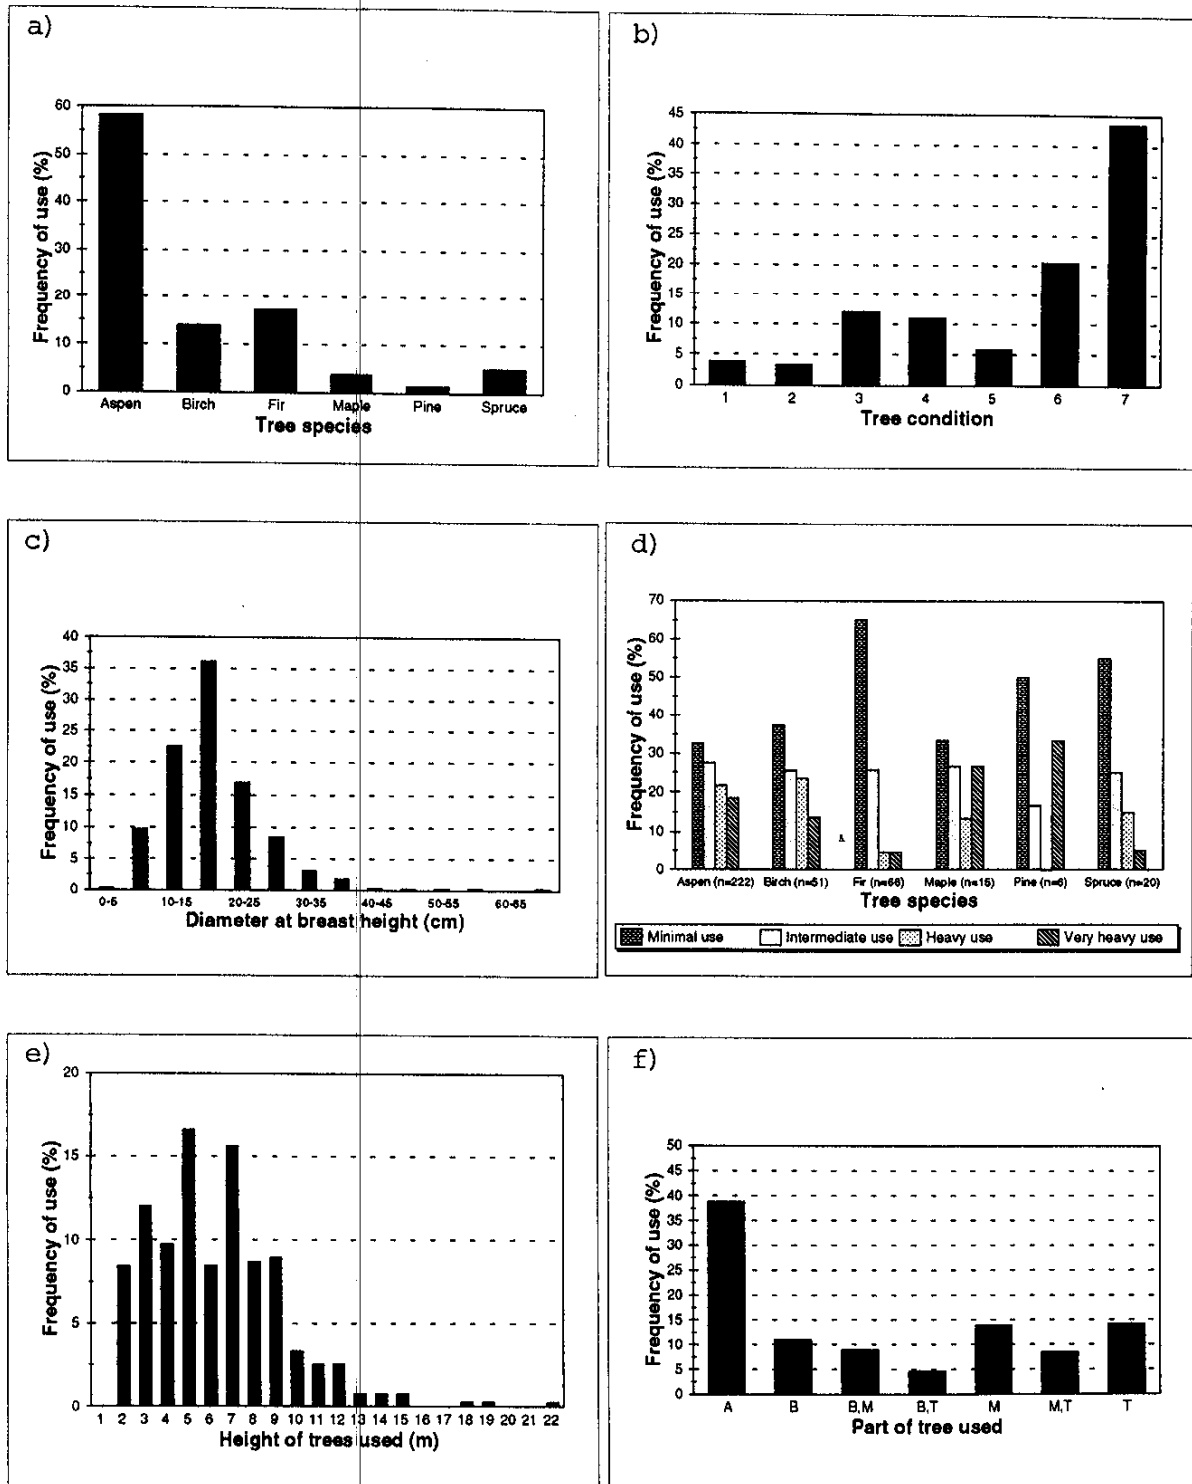 a)
60
50
40
30
20
10
0
Frequency of use (%)
Aspen Birch Fir Maple Pine Spruce
Tree species
b)
45
40
35
30
25
20
15
10
5
0
Frequency of use (%)
1 2 3 4 5 6 7
Tree condition
c)
40
35
30
25
20
15
10
5
0
Frequency of use (%)
0-5 10-15 20-25 30-35 40-45 50-55 60-65
Diameter at breast height (cm)
d)
70
60
50
40
30
20
10
0
Frequency of use (%)
Aspen (n=222) Birch (n=51) Fir (n=66) Maple (n=15) Pine (n=6) Spruce (n=20)
Tree species
Minimal use Intermediate use Heavy use Very heavy use
e)
20
15
10
5
0
Frequency of use (%)
1 2 3 4 5 6 7 8 9 10 11 12 13 14 15 16 17 18 19 20 21 22
Height of trees used (m)
f)
50
45
40
35
30
25
20
15
10
5
0
Frequency of use (%)
A B B,M B,T M M,T T
Part of tree used